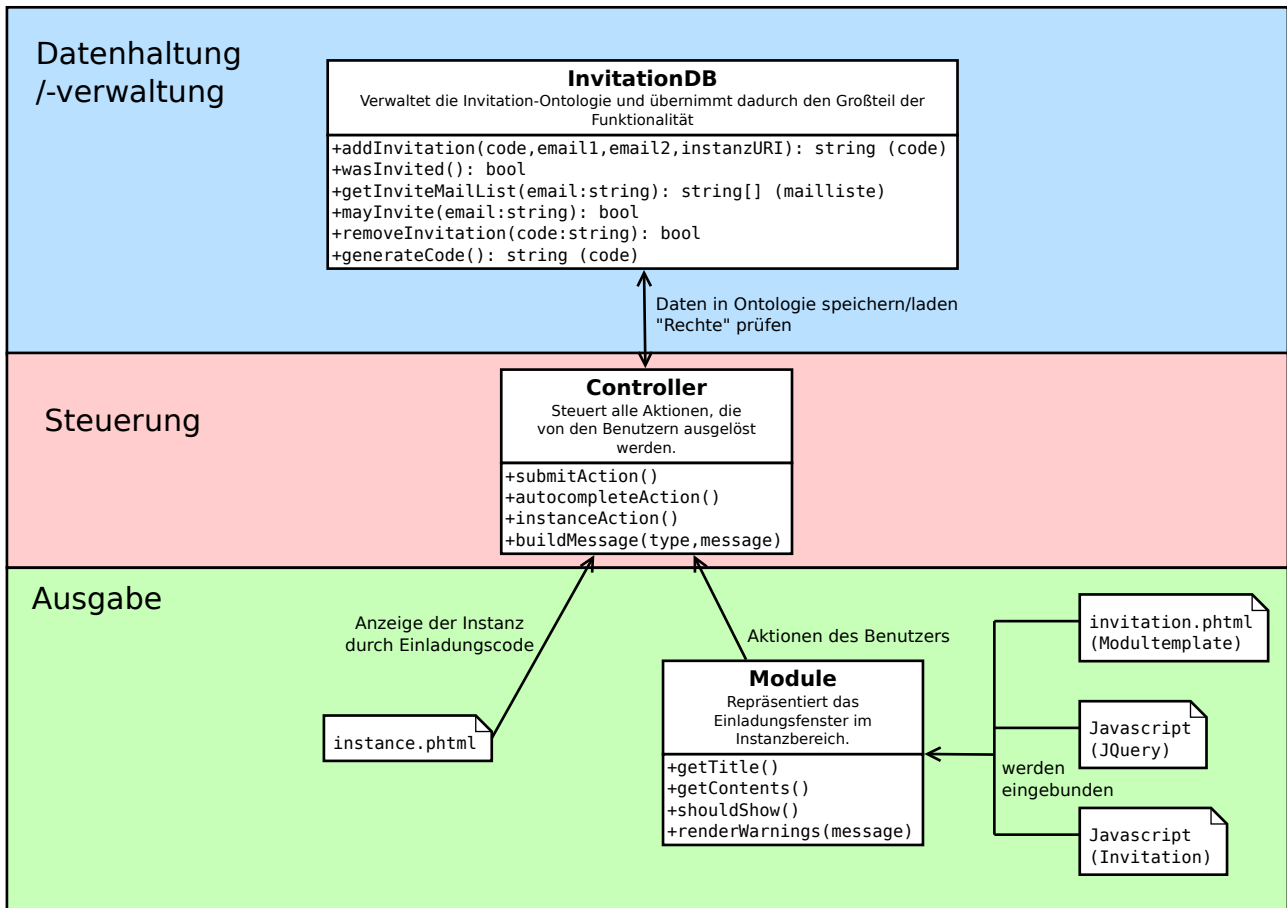 Datenhaltung
/-verwaltung
InvitationDB
Verwaltet die Invitation-Ontologie und übernimmt dadurch den Großteil der
Funktionalität
+addInvitation(code,email1,email2,instanzURI): string (code)
+wasInvited(): bool
+getInviteMailList(email:string): string[] (mailliste)
+mayInvite(email:string): bool
+removeInvitation(code:string): bool
+generateCode(): string (code)
Daten in Ontologie speichern/laden
"Rechte" prüfen
Steuerung
Controller
Steuert alle Aktionen, die
von den Benutzern ausgelöst
werden.
+submitAction()
+autocompleteAction()
+instanceAction()
+buildMessage(type,message)
Ausgabe
Anzeige der Instanz
durch Einladungscode
Aktionen des Benutzers
instance.phtml
Module
Repräsentiert das
Einladungsfenster im
Instanzbereich.
+getTitle()
+getContents()
+shouldShow()
+renderWarnings(message)
werden
eingebunden
invitation.phtml
(Modultemplate)
Javascript
(JQuery)
Javascript
(Invitation)